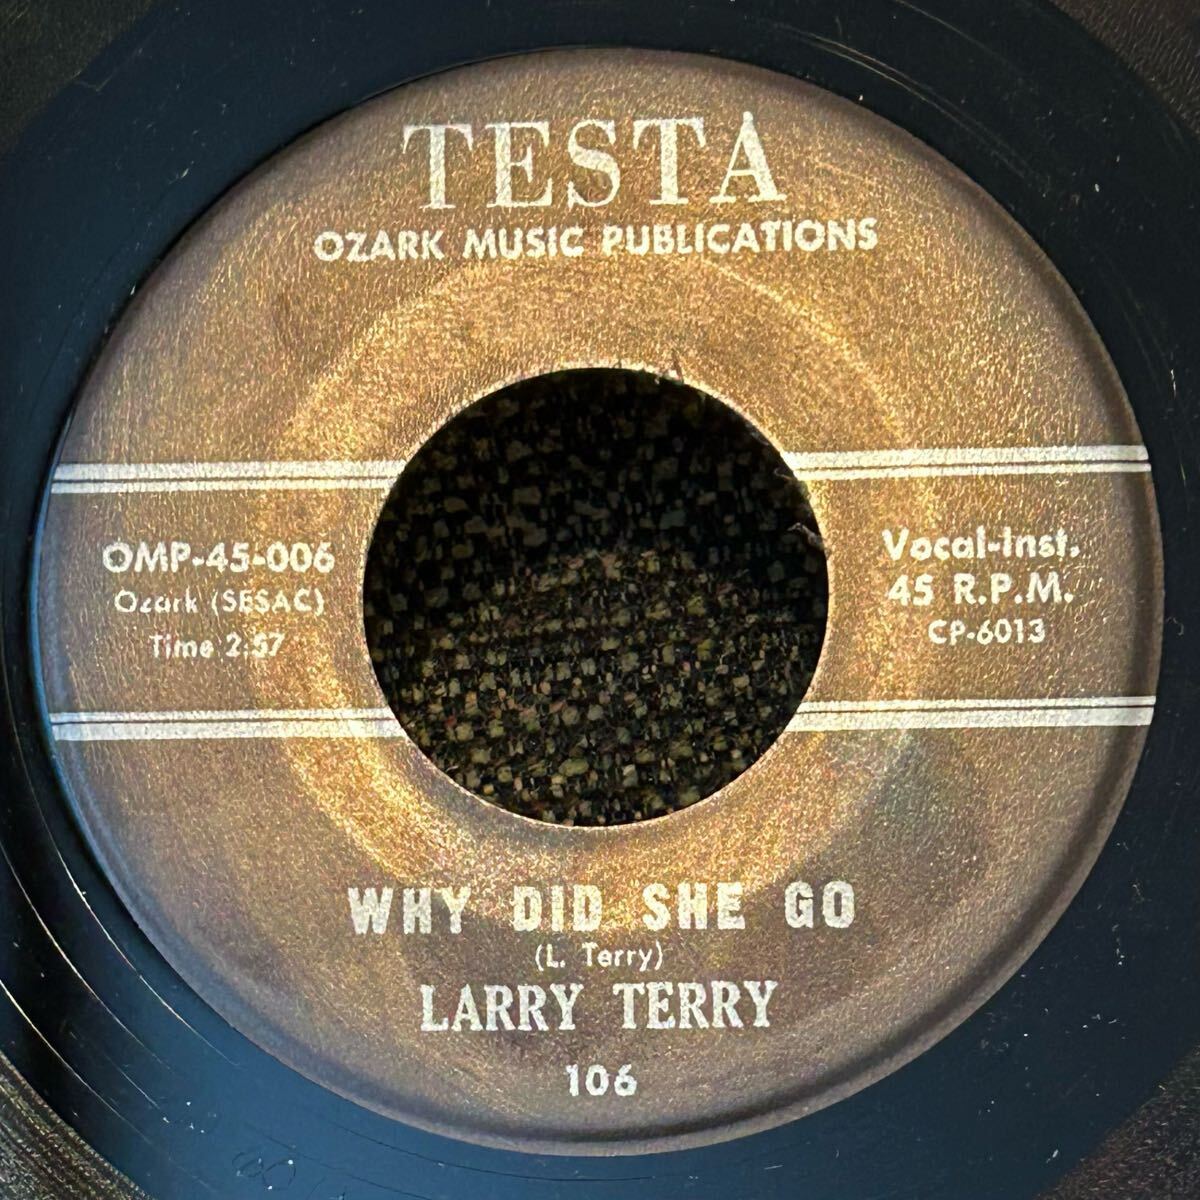 TESTA
OZARK MUSIC PUBLICATIONS
OMP-45-006
Ozark (SESAC)
Time 2:57
Vocal-Inst.
45 R.P.M.
CP-6013
WHY DID SHE GO
(L. Terry)
LARRY TERRY
106